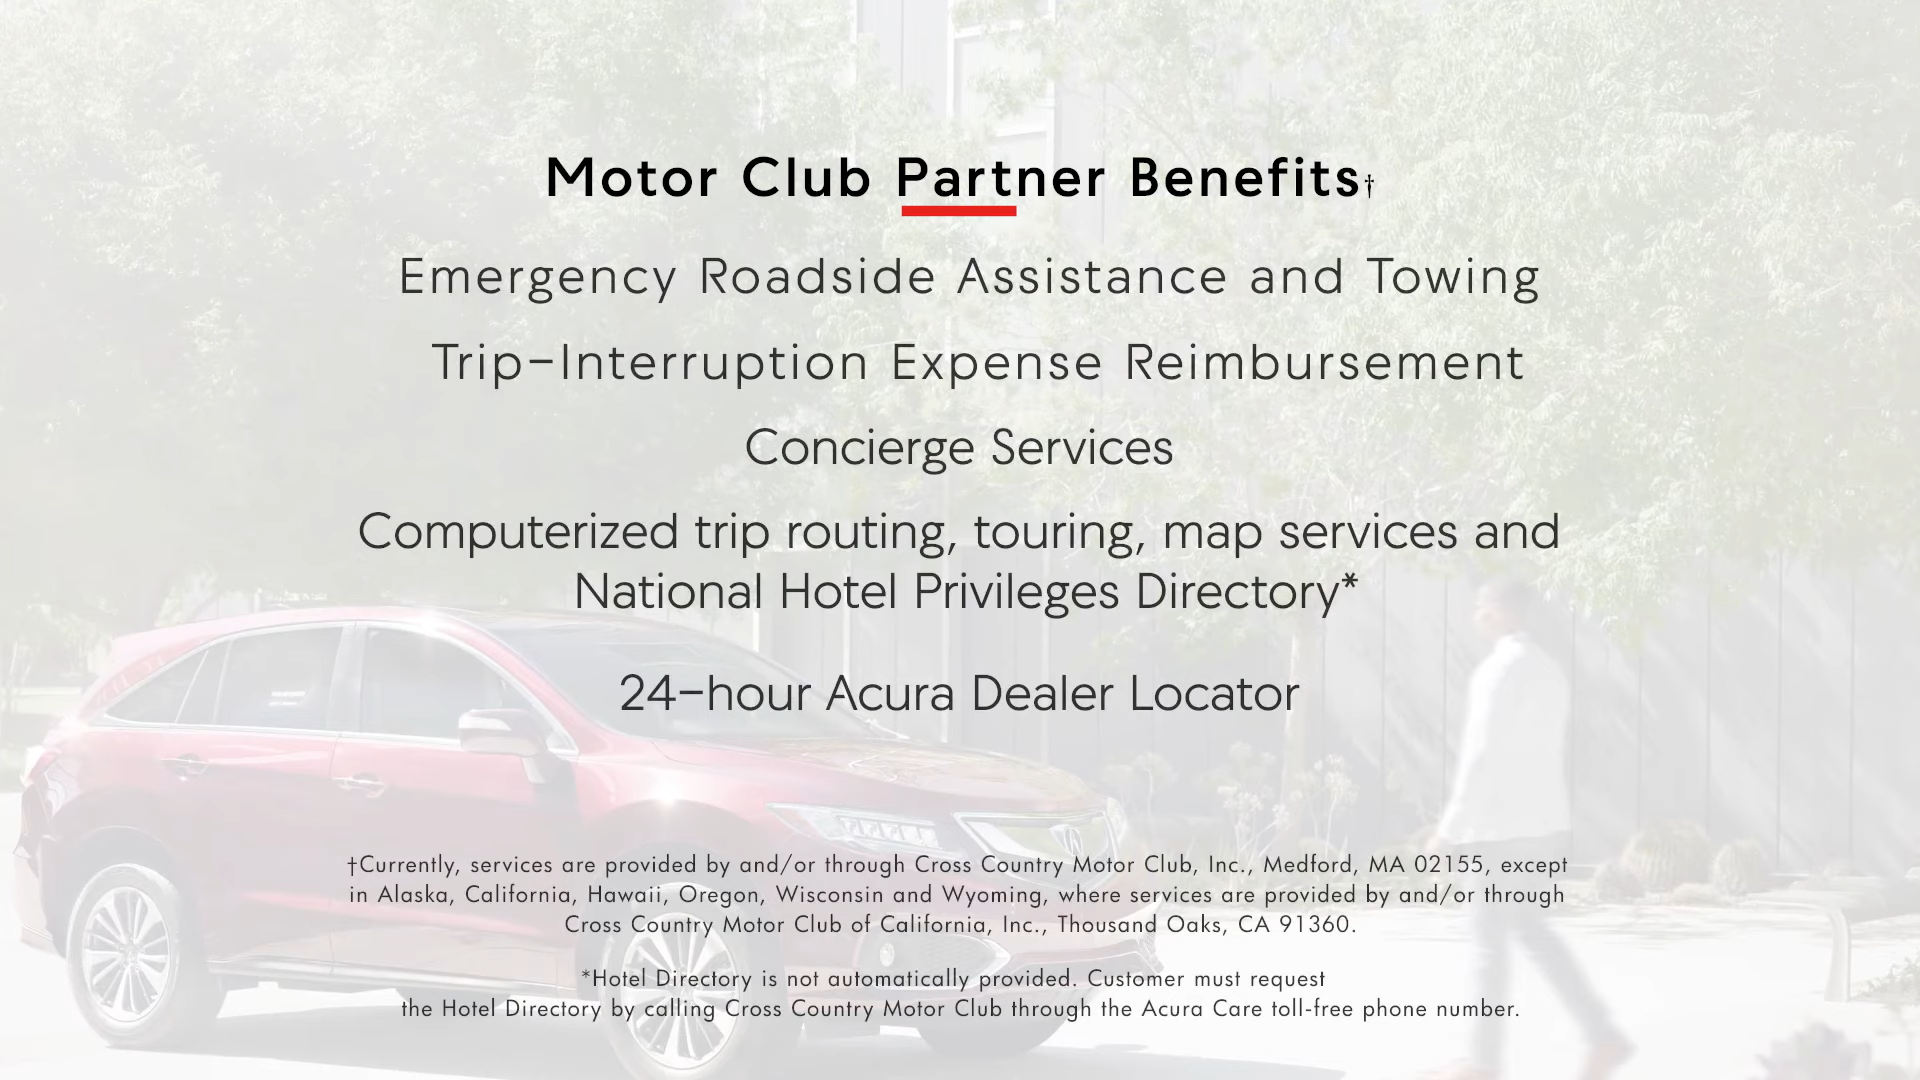 Motor Club Partner Benefits†
Emergency Roadside Assistance and Towing
Trip-Interruption Expense Reimbursement
Concierge Services
Computerized trip routing, touring, map services and
National Hotel Privileges Directory*
24-hour Acura Dealer Locator
†Currently, services are provided by and/or through Cross Country Motor Club, Inc., Medford, MA 02155, except
in Alaska, California, Hawaii, Oregon, Wisconsin and Wyoming, where services are provided by and/or through
Cross Country Motor Club of California, Inc., Thousand Oaks, CA 91360.
*Hotel Directory is not automatically provided. Customer must request
the Hotel Directory by calling Cross Country Motor Club through the Acura Care toll-free phone number.